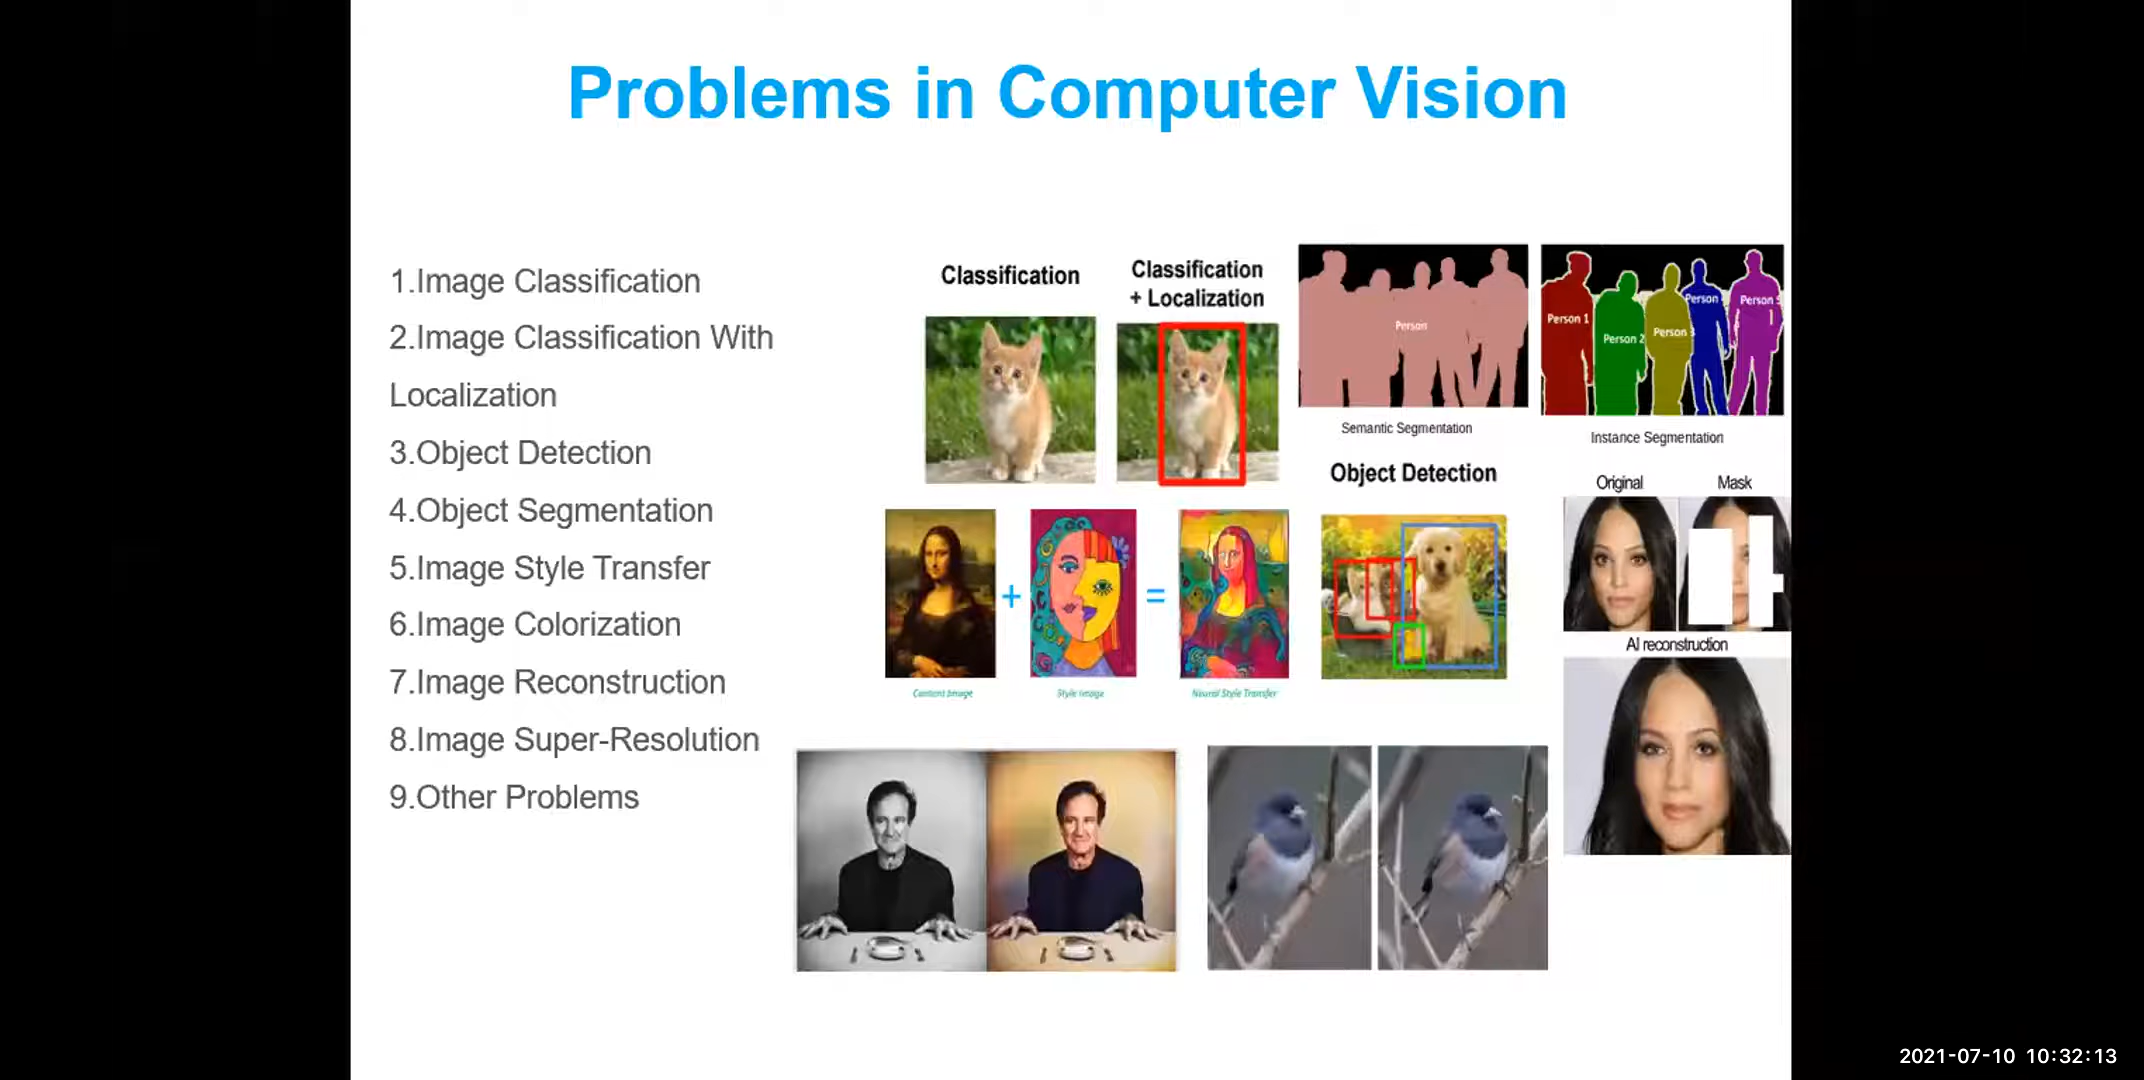 Problems in Computer Vision
1.Image Classification
2.Image Classification With
Localization
3.Object Detection
4.Object Segmentation
5.Image Style Transfer
6.Image Colorization
7.Image Reconstruction
8.Image Super-Resolution
9.Other Problems
Classification
Classification
+ Localization
Person
Semantic Segmentation
Person 1
Person 2
Person
Person
Person 5
Instance Segmentation
Object Detection
Original
Mask
AI reconstruction
+
=
Content Image
Style Image
Neural Style Transfer
2021-07-10 10:32:13